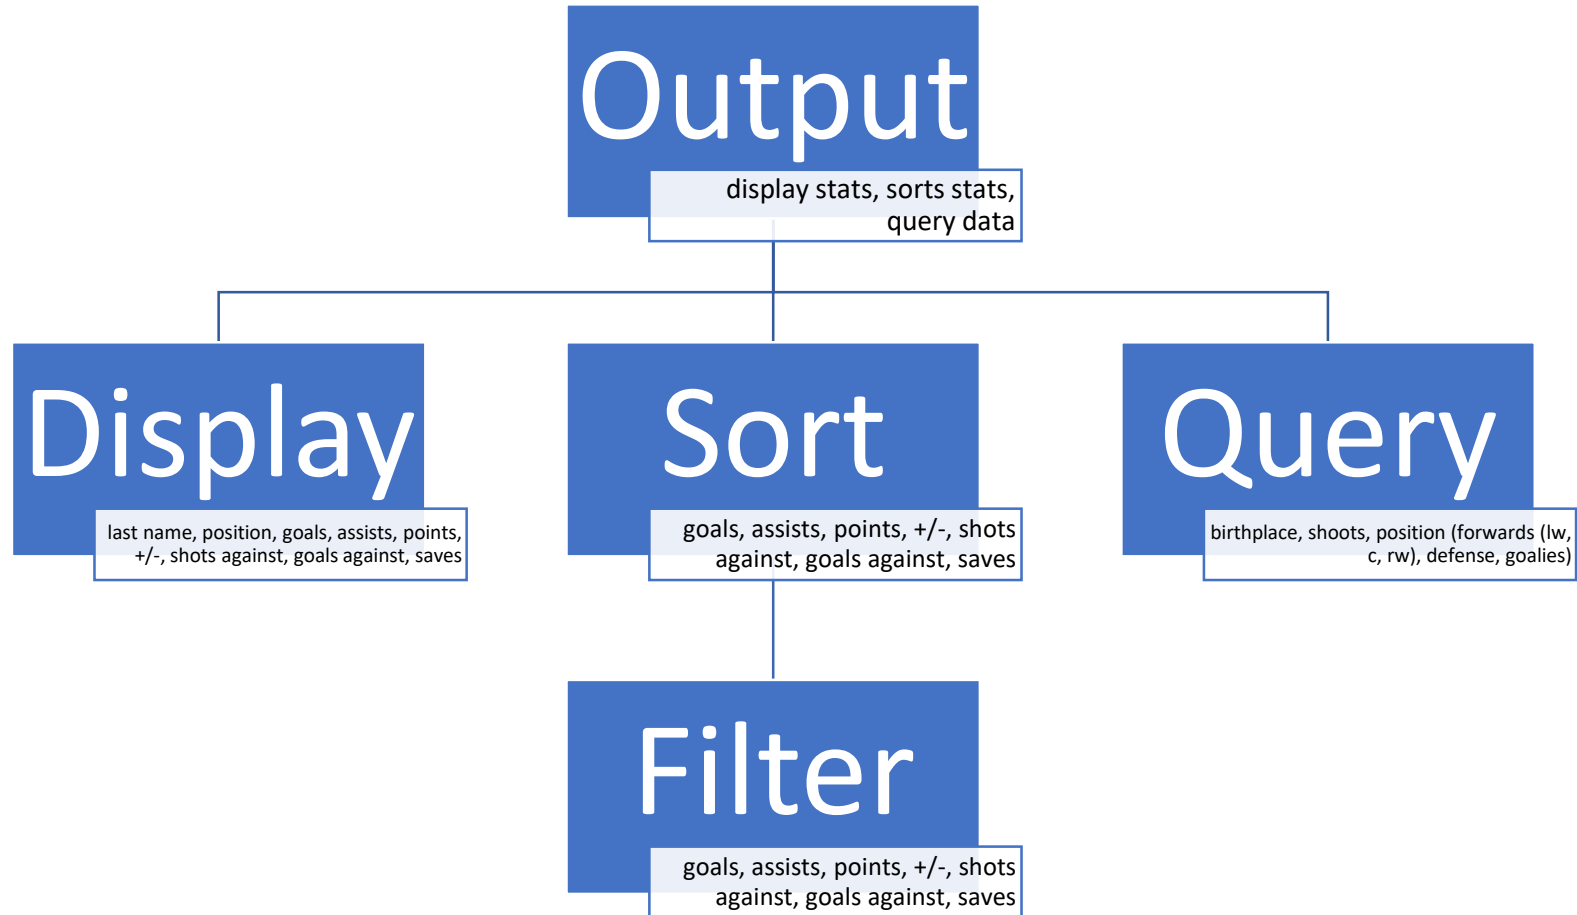 Output
display stats, sorts stats,
query data
Display
last name, position, goals, assists, points,
+/-, shots against, goals against, saves
Sort
goals, assists, points, +/-, shots
against, goals against, saves
Query
birthplace, shoots, position (forwards (lw,
c, rw), defense, goalies)
Filter
goals, assists, points, +/-, shots
against, goals against, saves